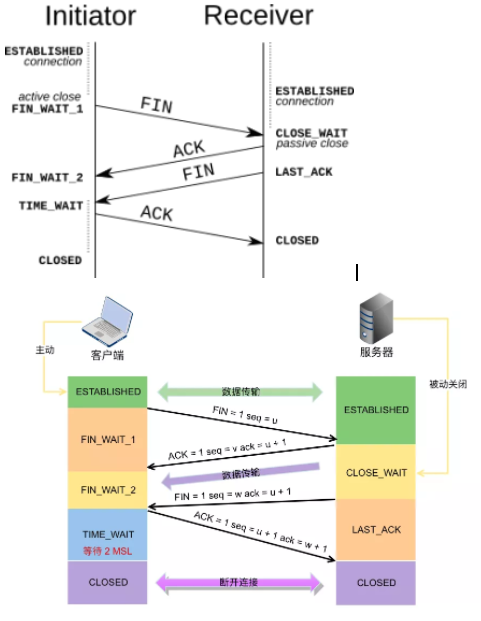 Initiator Receiver
ESTABLISHED
connection
active close
FIN_WAIT_1
FIN
ESTABLISHED
connection
CLOSE_WAIT
passive close
ACK
FIN
FIN_WAIT_2
LAST_ACK
TIME_WAIT
ACK
CLOSED
CLOSED
主动
客户端
服务器
被动关闭
ESTABLISHED
数据传输
ESTABLISHED
FIN = 1 seq = u
FIN_WAIT_1
ACK = 1 seq = v ack = u + 1
数据传输
CLOSE_WAIT
FIN_WAIT_2
FIN = 1 seq = w ack = u + 1
ACK = 1 seq = u + 1 ack = w + 1
TIME_WAIT
等待 2 MSL
LAST_ACK
CLOSED
断开连接
CLOSED